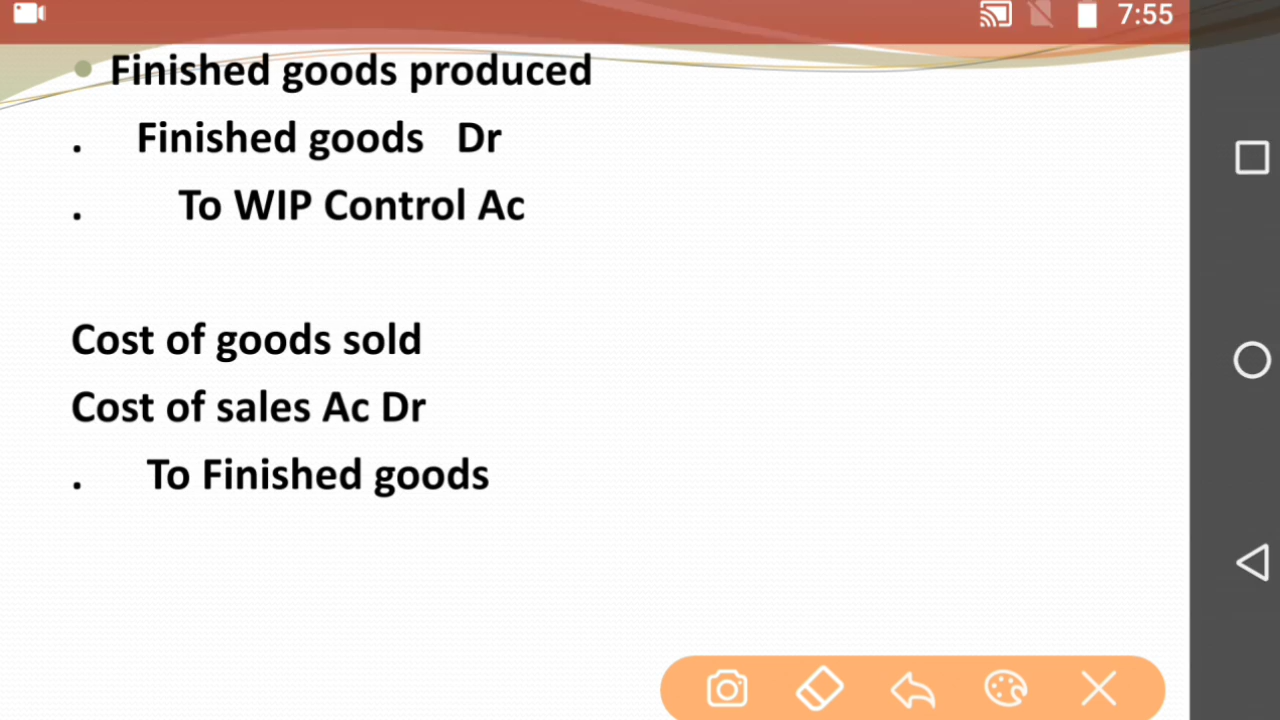 7:55
• Finished goods produced
. Finished goods Dr
. To WIP Control Ac
Cost of goods sold
Cost of sales Ac Dr
. To Finished goods